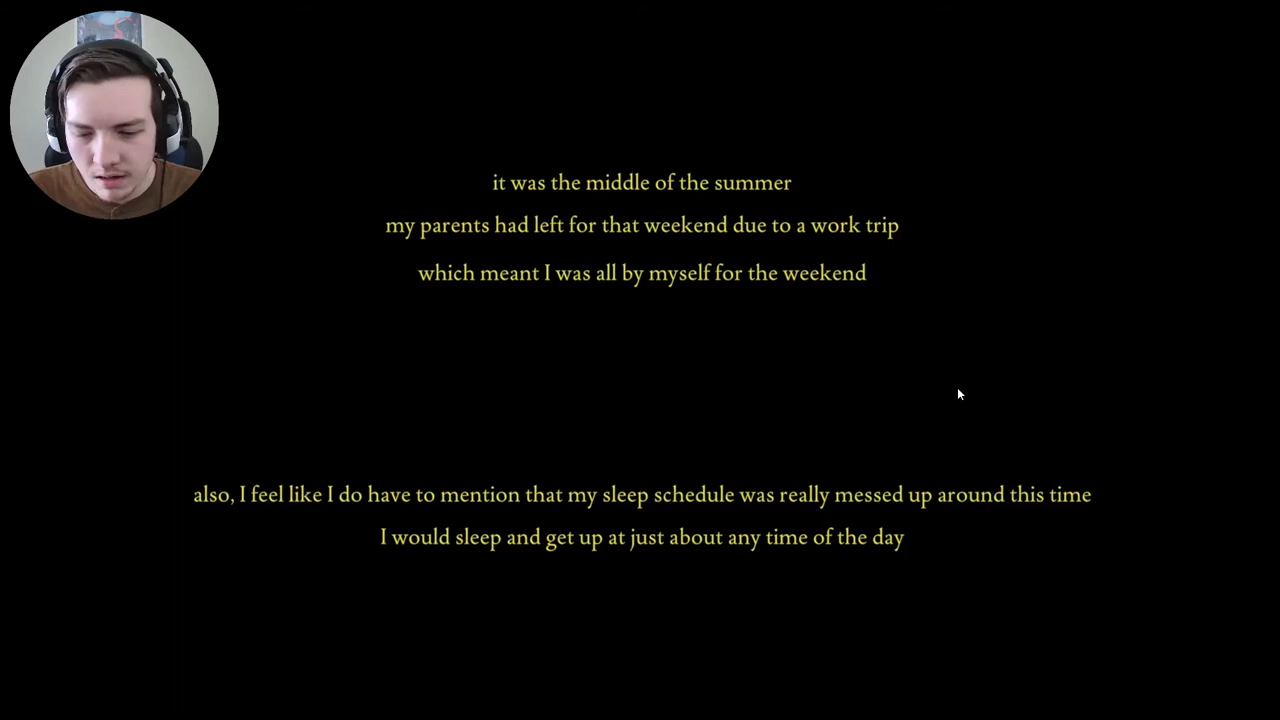 it was the middle of the summer
my parents had left for that weekend due to a work trip
which meant I was all by myself for the weekend
also, I feel like I do have to mention that my sleep schedule was really messed up around this time
I would sleep and get up at just about any time of the day